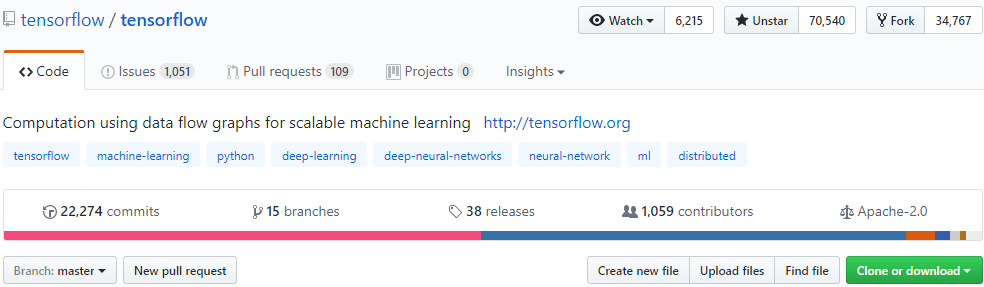 tensorflow / tensorflow Watch 6,215 Unstar 70,540 Fork 34,767
Code Issues 1,051 Pull requests 109 Projects 0 Insights
Computation using data flow graphs for scalable machine learning http://tensorflow.org
tensorflow machine-learning python deep-learning deep-neural-networks neural-network ml distributed
22,274 commits 15 branches 38 releases 1,059 contributors Apache-2.0
Branch: master New pull request Create new file Upload files Find file Clone or download